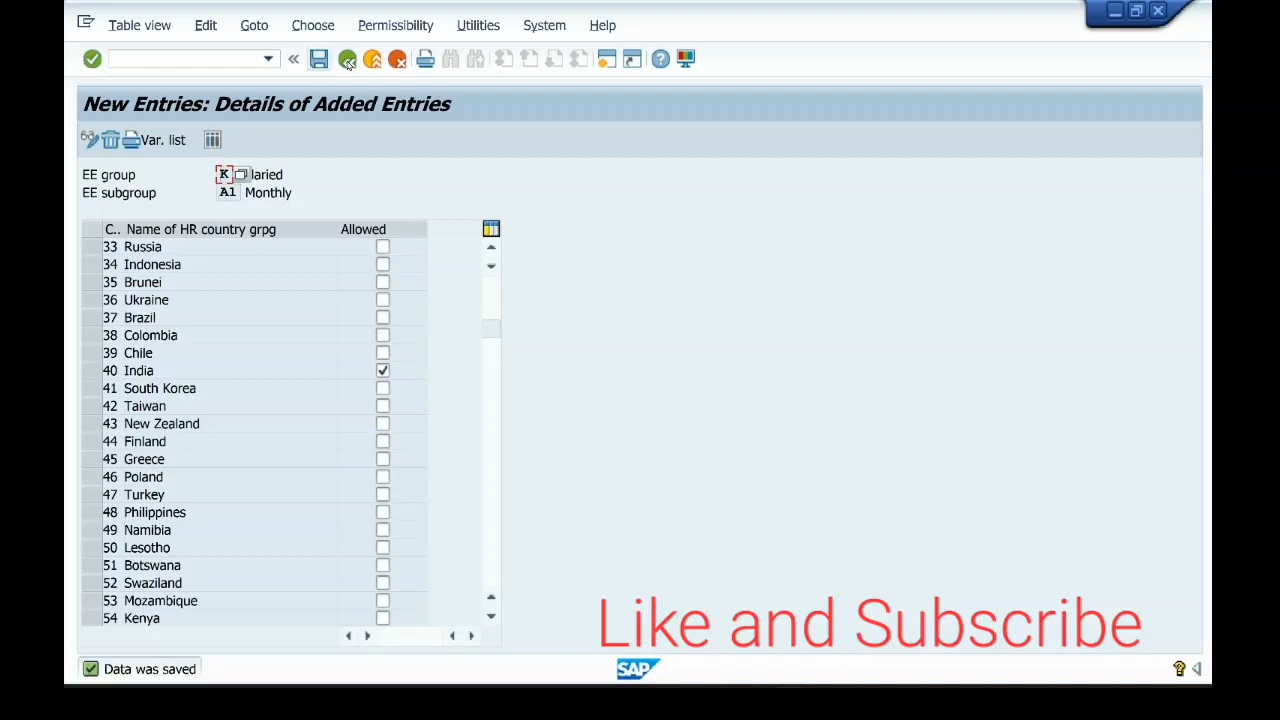 Table view Edit Goto Choose Permissibility Utilities System Help
New Entries: Details of Added Entries
Var. list
EE group K laried
EE subgroup A1 Monthly
C.. Name of HR country grpg Allowed
33 Russia
34 Indonesia
35 Brunei
36 Ukraine
37 Brazil
38 Colombia
39 Chile
40 India
41 South Korea
42 Taiwan
43 New Zealand
44 Finland
45 Greece
46 Poland
47 Turkey
48 Philippines
49 Namibia
50 Lesotho
51 Botswana
52 Swaziland
53 Mozambique
54 Kenya
Like and Subscribe
Data was saved
SAP